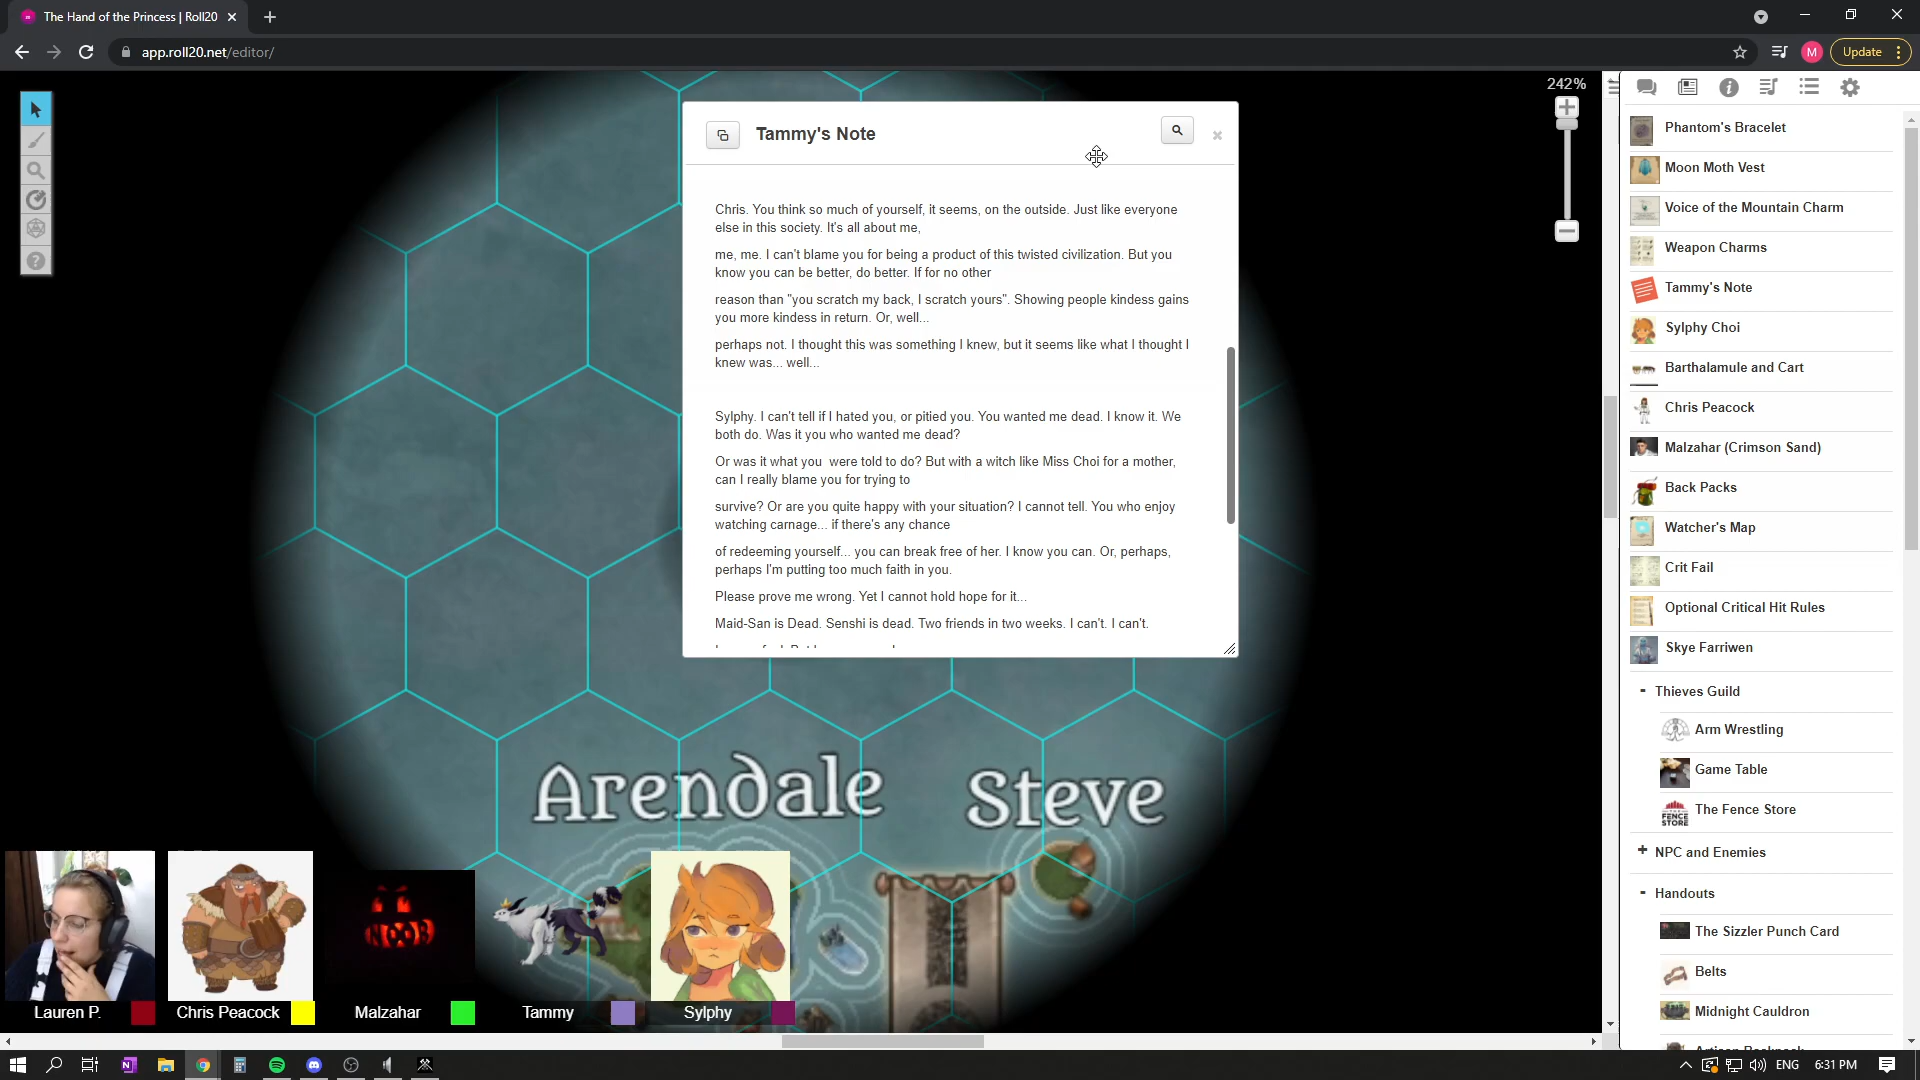 The Hand of the Princess | Roll20
app.roll20.net/editor/
M
Update
242%
Tammy's Note
Chris. You think so much of yourself, it seems, on the outside. Just like everyone
else in this society. It's all about me,
me, me. I can't blame you for being a product of this twisted civilization. But you
know you can be better, do better. If for no other
reason than "you scratch my back, I scratch yours". Showing people kindess gains
you more kindess in return. Or, well...
perhaps not. I thought this was something I knew, but it seems like what I thought I
knew was... well...
Sylphy. I can't tell if I hated you, or pitied you. You wanted me dead. I know it. We
both do. Was it you who wanted me dead?
Or was it what you  were told to do? But with a witch like Miss Choi for a mother,
can I really blame you for trying to
survive? Or are you quite happy with your situation? I cannot tell. You who enjoy
watching carnage... if there's any chance
of redeeming yourself... you can break free of her. I know you can. Or, perhaps,
perhaps I'm putting too much faith in you.
Please prove me wrong. Yet I cannot hold hope for it...
Maid-San is Dead. Senshi is dead. Two friends in two weeks. I can't. I can't.
Phantom's Bracelet
Moon Moth Vest
Voice of the Mountain Charm
Weapon Charms
Tammy's Note
Sylphy Choi
Barthalamule and Cart
Chris Peacock
Malzahar (Crimson Sand)
Back Packs
Watcher's Map
Crit Fail
Optional Critical Hit Rules
Skye Farriwen
- Thieves Guild
Arm Wrestling
Game Table
THE FENCE STORE
The Fence Store
+ NPC and Enemies
- Handouts
The Sizzler Punch Card
Belts
Midnight Cauldron
Arendale
Steve
NOOB
Lauren P.
Chris Peacock
Malzahar
Tammy
Sylphy
ENG
6:31 PM